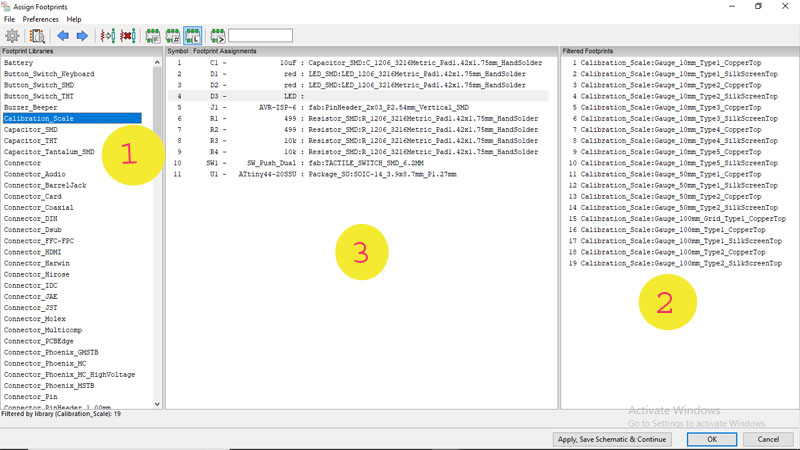 Assign Footprints
File Preferences Help
Footprint Libraries
Battery
Button_Switch_Keyboard
Button_Switch_SMD
Button_Switch_THT
Buzzer_Beeper
Calibration_Scale
Capacitor_SMD
Capacitor_THT
Capacitor_Tantalum_SMD
Connector
Connector_Audio
Connector_BarrelJack
Connector_Card
Connector_Coaxial
Connector_DIN
Connector_Dsub
Connector_FFC-FPC
Connector_HDMI
Connector_Harwin
Connector_Hirose
Connector_IDC
Connector_JAE
Connector_JST
Connector_Molex
Connector_Multicomp
Connector_PCBEdge
Connector_Phoenix_GMSTB
Connector_Phoenix_MC
Connector_Phoenix_MC_HighVoltage
Connector_Phoenix_MSTB
Connector_Pin
Connector_PinHeader_1.00mm
1
Symbol : Footprint Assignments
1 C1 - 10uF : Capacitor_SMD:C_1206_3216Metric_Pad1.42x1.75mm_HandSolder
2 D1 - red : LED_SMD:LED_1206_3216Metric_Pad1.42x1.75mm_HandSolder
3 D2 - red : LED_SMD:LED_1206_3216Metric_Pad1.42x1.75mm_HandSolder
4 D3 - LED :
5 J1 - AVR-ISP-6 : fab:PinHeader_2x03_P2.54mm_Vertical_SMD
6 R1 - 499 : Resistor_SMD:R_1206_3216Metric_Pad1.42x1.75mm_HandSolder
7 R2 - 499 : Resistor_SMD:R_1206_3216Metric_Pad1.42x1.75mm_HandSolder
8 R3 - 10k : Resistor_SMD:R_1206_3216Metric_Pad1.42x1.75mm_HandSolder
9 R4 - 10k : Resistor_SMD:R_1206_3216Metric_Pad1.42x1.75mm_HandSolder
10 SW1 - SW_Push_Dual : fab:TACTILE_SWITCH_SMD_6.2MM
11 U1 - ATtiny44-20SSU : Package_SO:SOIC-14_3.9x8.7mm_P1.27mm
3
Filtered Footprints
1 Calibration_Scale:Gauge_10mm_Type1_CopperTop
2 Calibration_Scale:Gauge_10mm_Type1_SilkScreenTop
3 Calibration_Scale:Gauge_10mm_Type2_CopperTop
4 Calibration_Scale:Gauge_10mm_Type2_SilkScreenTop
5 Calibration_Scale:Gauge_10mm_Type3_CopperTop
6 Calibration_Scale:Gauge_10mm_Type3_SilkScreenTop
7 Calibration_Scale:Gauge_10mm_Type4_CopperTop
8 Calibration_Scale:Gauge_10mm_Type4_SilkScreenTop
9 Calibration_Scale:Gauge_10mm_Type5_CopperTop
10 Calibration_Scale:Gauge_10mm_Type5_SilkScreenTop
11 Calibration_Scale:Gauge_50mm_Type1_CopperTop
12 Calibration_Scale:Gauge_50mm_Type1_SilkScreenTop
13 Calibration_Scale:Gauge_50mm_Type2_CopperTop
14 Calibration_Scale:Gauge_50mm_Type2_SilkScreenTop
15 Calibration_Scale:Gauge_100mm_Grid_Type1_CopperTop
16 Calibration_Scale:Gauge_100mm_Type1_CopperTop
17 Calibration_Scale:Gauge_100mm_Type1_SilkScreenTop
18 Calibration_Scale:Gauge_100mm_Type2_CopperTop
19 Calibration_Scale:Gauge_100mm_Type2_SilkScreenTop
2
Filtered by library (Calibration_Scale): 19
Activate Windows
Go to Settings to activate Windows.
Apply, Save Schematic & Continue
OK
Cancel